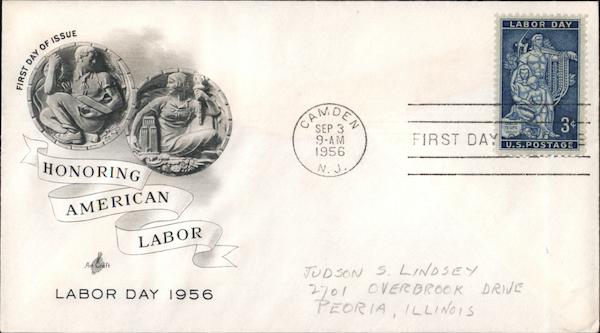 FIRST DAY OF ISSUE
HONORING
AMERICAN
LABOR
ArtCraft
LABOR DAY 1956
CAMDEN
SEP 3
9-AM
1956
N. J.
FIRST DAY
LABOR DAY
3¢
U.S. POSTAGE
JUDSON S. LINDSEY
2701 OVERBROOK DRIVE
PEORIA, ILLINOIS